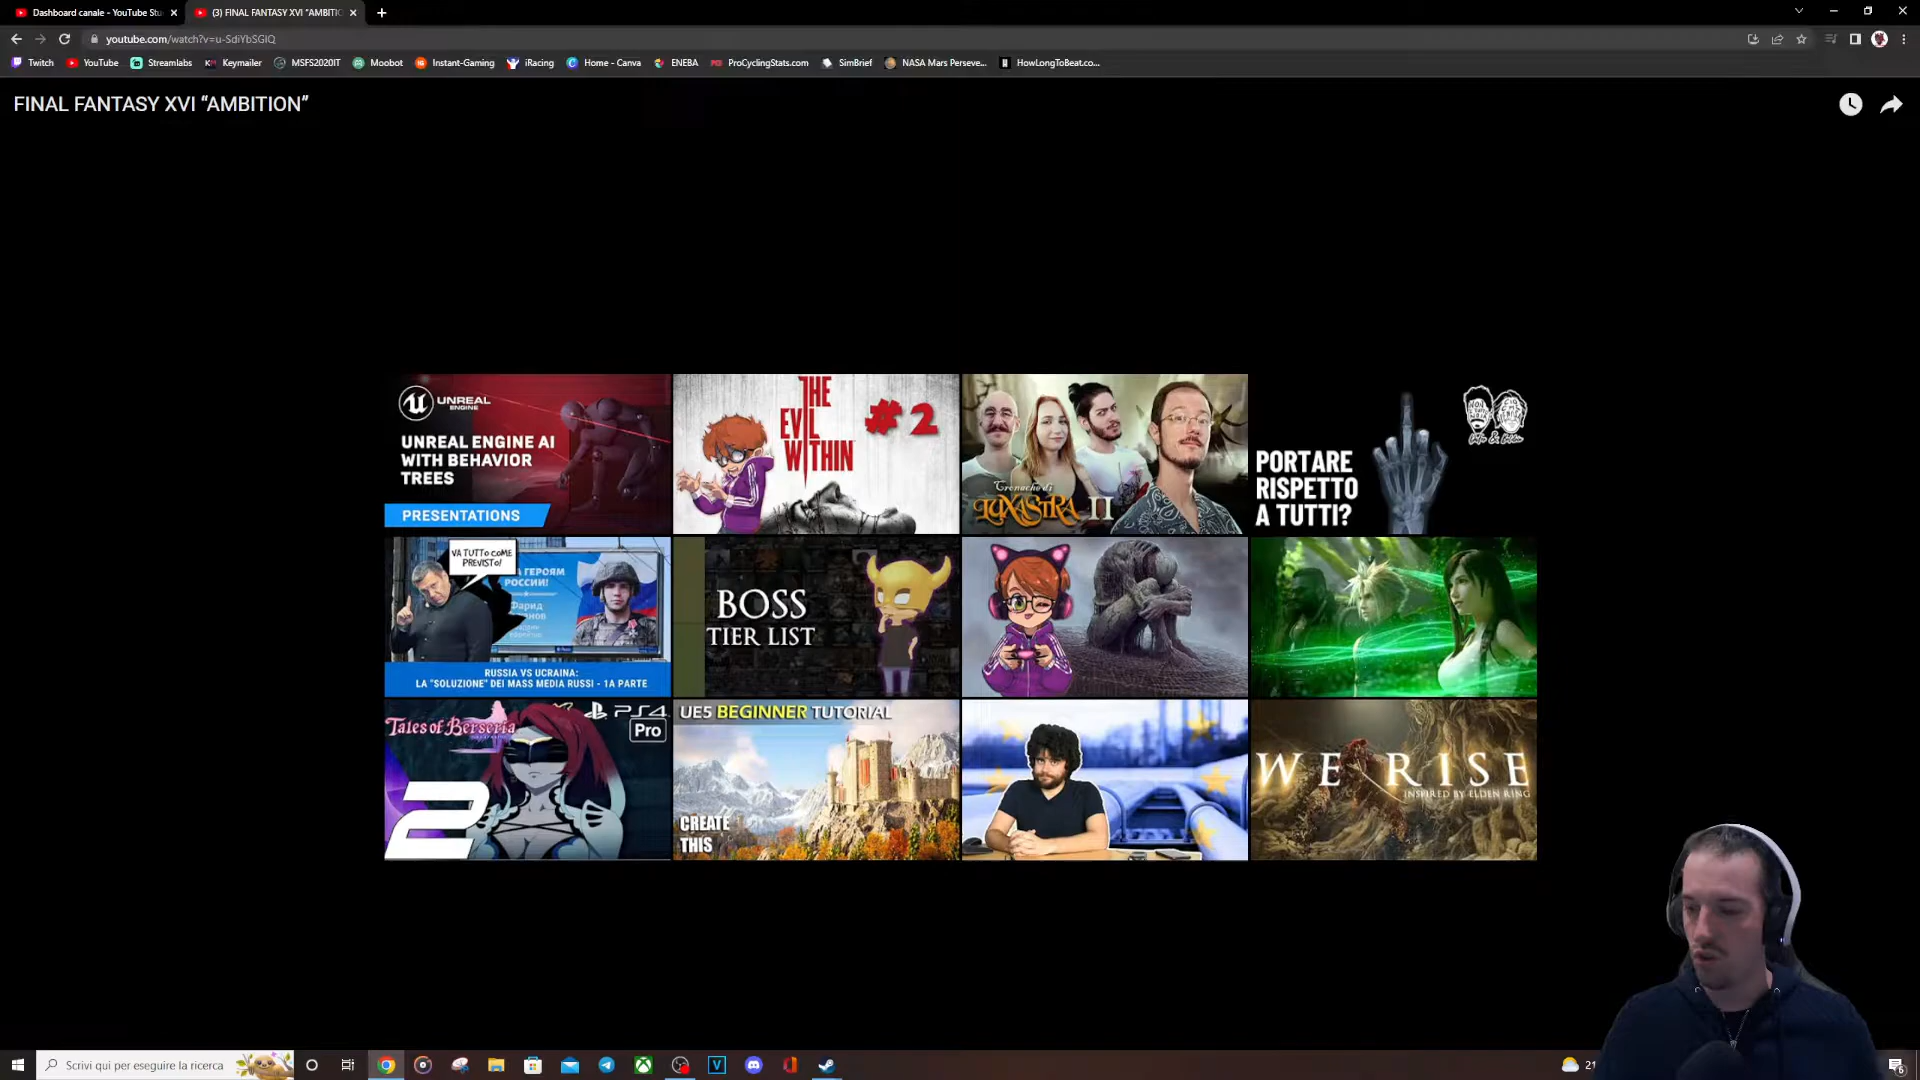 Dashboard canale - YouTube Stu
(3) FINAL FANTASY XVI “AMBITIO
youtube.com/watch?v=u-SdiYbSGIQ
Twitch YouTube Streamlabs Keymailer MSFS2020IT Moobot Instant-Gaming iRacing Home - Canva ENEBA ProCyclingStats.com SimBrief NASA Mars Perseve... HowLongToBeat.co...
FINAL FANTASY XVI “AMBITION”
UNREAL
ENGINE
UNREAL ENGINE AI
WITH BEHAVIOR
TREES
PRESENTATIONS
THE
EVIL
WITHIN
#2
Cronache di
LUXASTRA II
PORTARE
RISPETTO
A TUTTI?
VA TUTTO COME
PREVISTO!
ГЕРОЯМ
РОССИИ!
RUSSIA VS UCRAINA:
LA "SOLUZIONE" DEI MASS MEDIA RUSSI - 1A PARTE
BOSS
TIER LIST
Tales of Berseria
PS4
Pro
2
UE5 BEGINNER TUTORIAL
CREATE
THIS
WE RISE
INSPIRED BY ELDEN RING
Scrivi qui per eseguire la ricerca
21